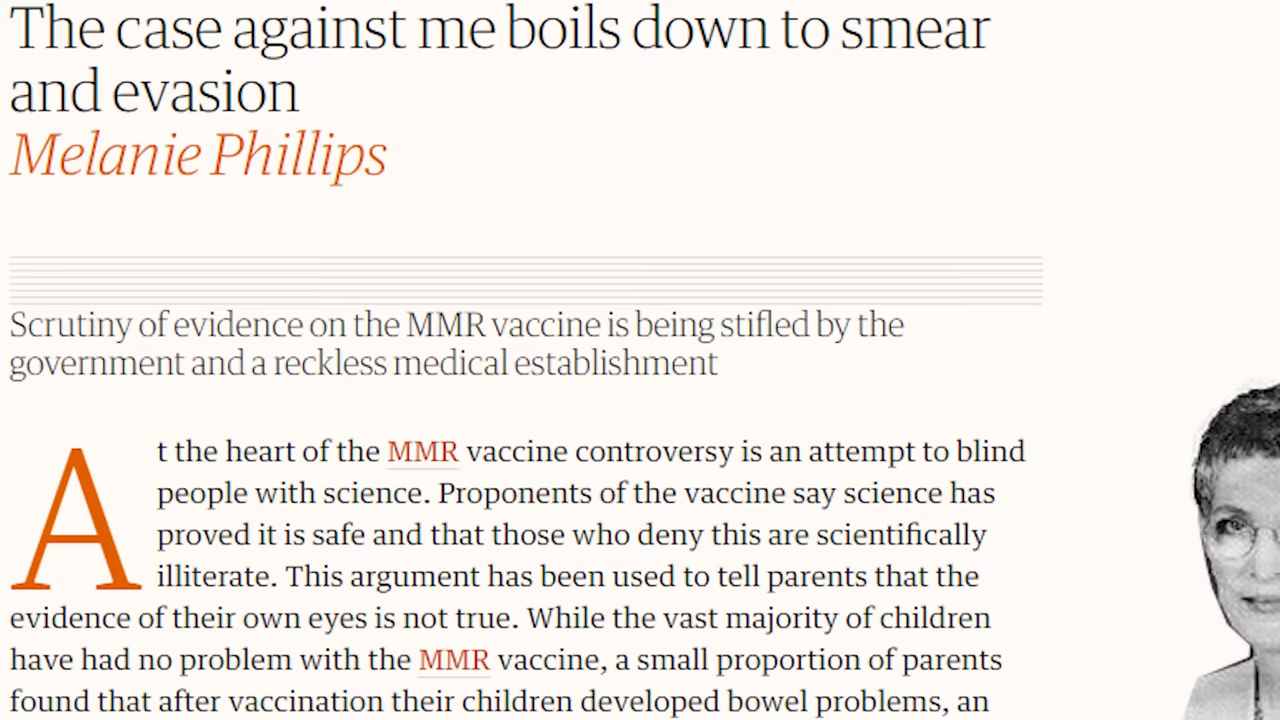 The case against me boils down to smear
and evasion
Melanie Phillips
Scrutiny of evidence on the MMR vaccine is being stifled by the
government and a reckless medical establishment
At the heart of the MMR vaccine controversy is an attempt to blind
people with science. Proponents of the vaccine say science has
proved it is safe and that those who deny this are scientifically
illiterate. This argument has been used to tell parents that the
evidence of their own eyes is not true. While the vast majority of children
have had no problem with the MMR vaccine, a small proportion of parents
found that after vaccination their children developed bowel problems, an